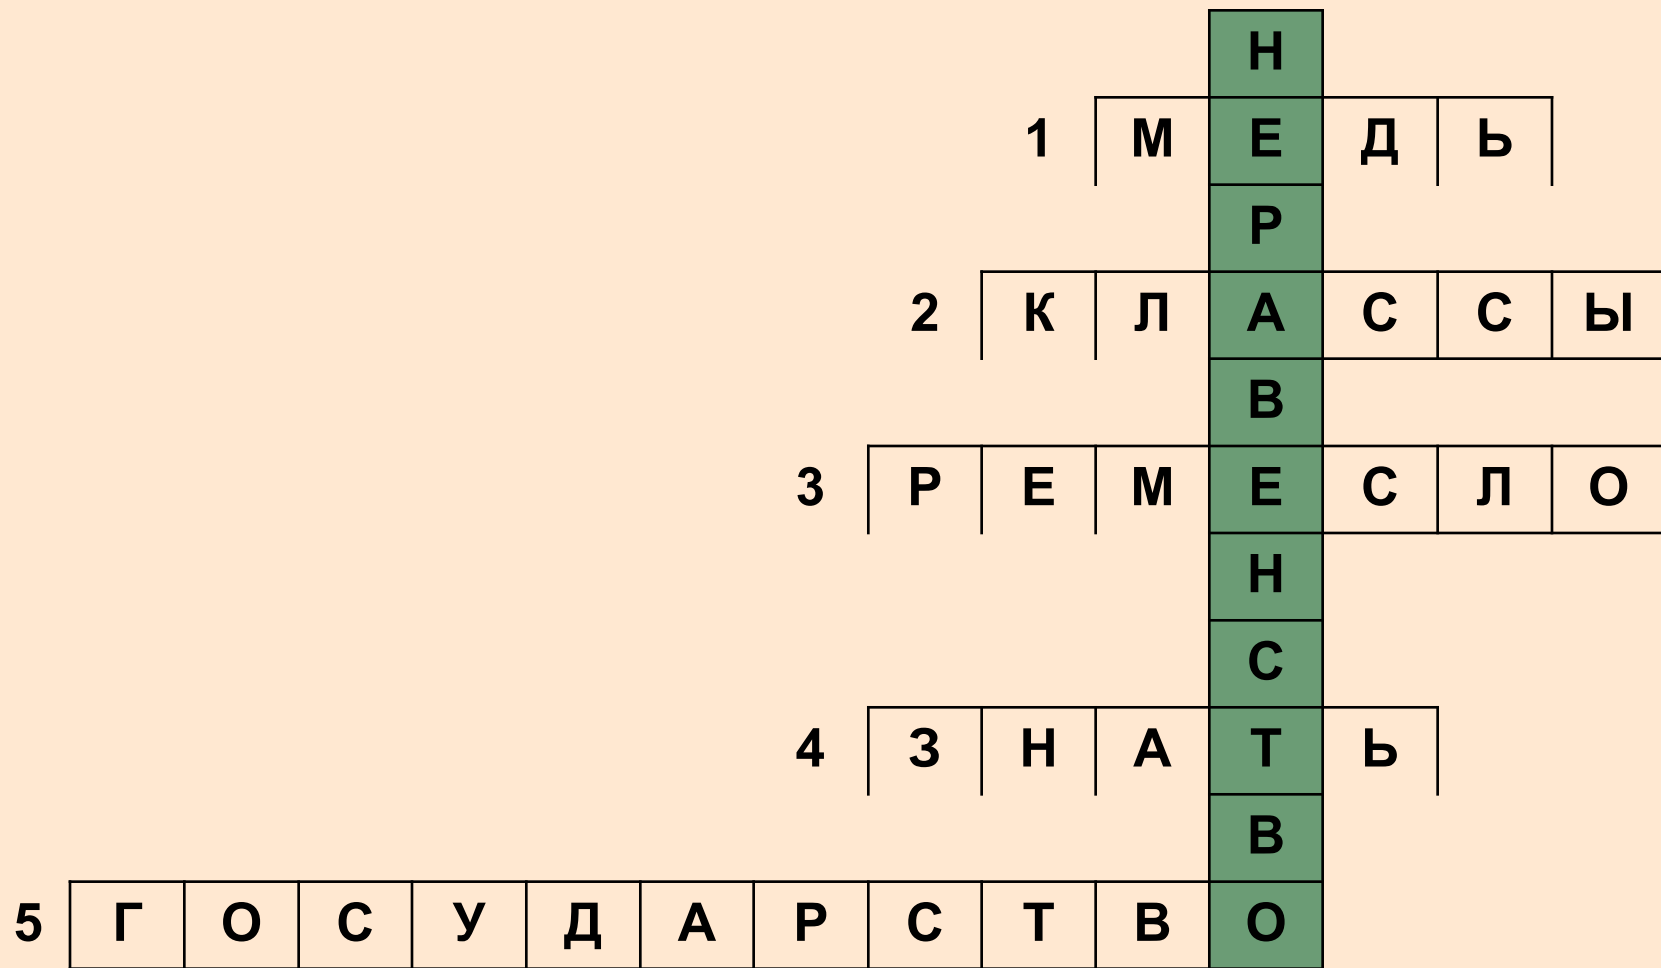 Н
1 М Е Д Ь
Р
2 К Л А С С Ы
В
3 Р Е М Е С Л О
Н
С
4 З Н А Т Ь
В
5 Г О С У Д А Р С Т В О